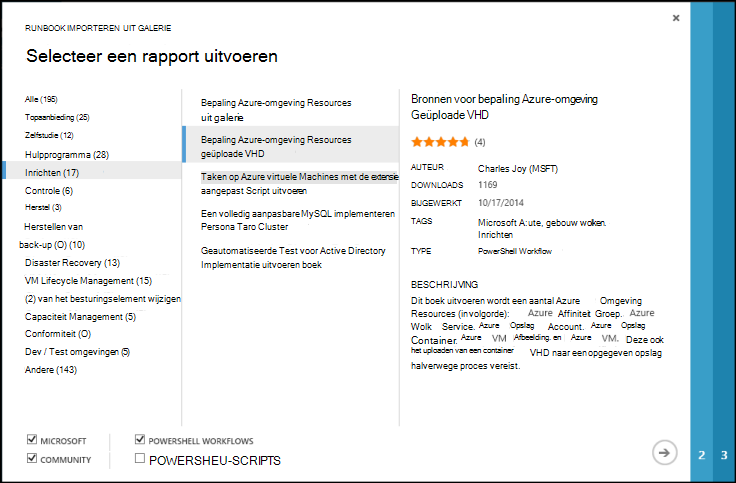 RUNBOOK IMPORTEREN UIT GALERIE
Selecteer een rapport uitvoeren
Alle (195)
Topaanbieding (25)
Zelfstudie (12)
Hulpprogramma (28)
Inrichten (17)
Controle (6)
Herstel (3)
Herstellen van
back-up (O) (10)
Disaster Recovery (13)
VM Lifecycle Management (15)
(2) van het besturingselement wijzigen
Capaciteit Management (5)
Conformiteit (O)
Dev / Test omgevingen (5)
Andere (143)
Bepaling Azure-omgeving Resources
uit galerie
Bepaling Azure-omgeving Resources
geüploade VHD
Taken op Azure virtuele Machines met de extensie
aangepast Script uitvoeren
Een volledig aanpasbare MySQL implementeren
Persona Taro Cluster
Geautomatiseerde Test voor Active Directory
Implementatie uitvoeren boek
Bronnen voor bepaling Azure-omgeving
Geüploade VHD
(4)
AUTEUR Charles Joy (MSFT)
DOWNLOADS 1169
BUGEWERKT 10/17/2014
TAGS Microsoft A:ute, gebouw woken.
Inrichten
TYPE PowerShell Workflow
BESCHRIJVING
Dit boek uitvoeren wordt een aantal Azure Omgeving
Resources (in volgorde): Azure Affiniteit Groep. Azure
Wolk Service. Azure Opslag Account. Azure Opslag
Container. Azure VM Afbeelding. en Azure VM. Deze ook
het uploaden van een container VHD naar een opgegeven opslag
halverwege proces vereist.
MICROSOFT
COMMUNITY
POWERSHELL WORKFLOWS
POWERSHEU-SCRIPTS
2 3